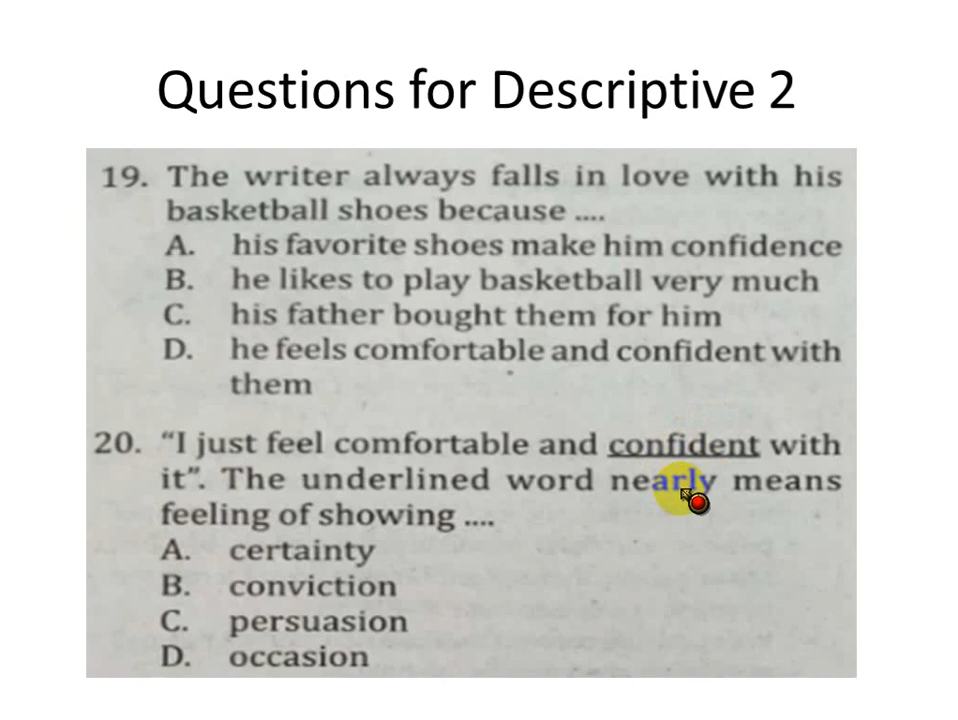 Questions for Descriptive 2
19. The writer always falls in love with his
basketball shoes because ....
A. his favorite shoes make him confidence
B. he likes to play basketball very much
C. his father bought them for him
D. he feels comfortable and confident with
them
20. “I just feel comfortable and confident with
it”. The underlined word nearly means
feeling of showing ....
A. certainty
B. conviction
C. persuasion
D. occasion